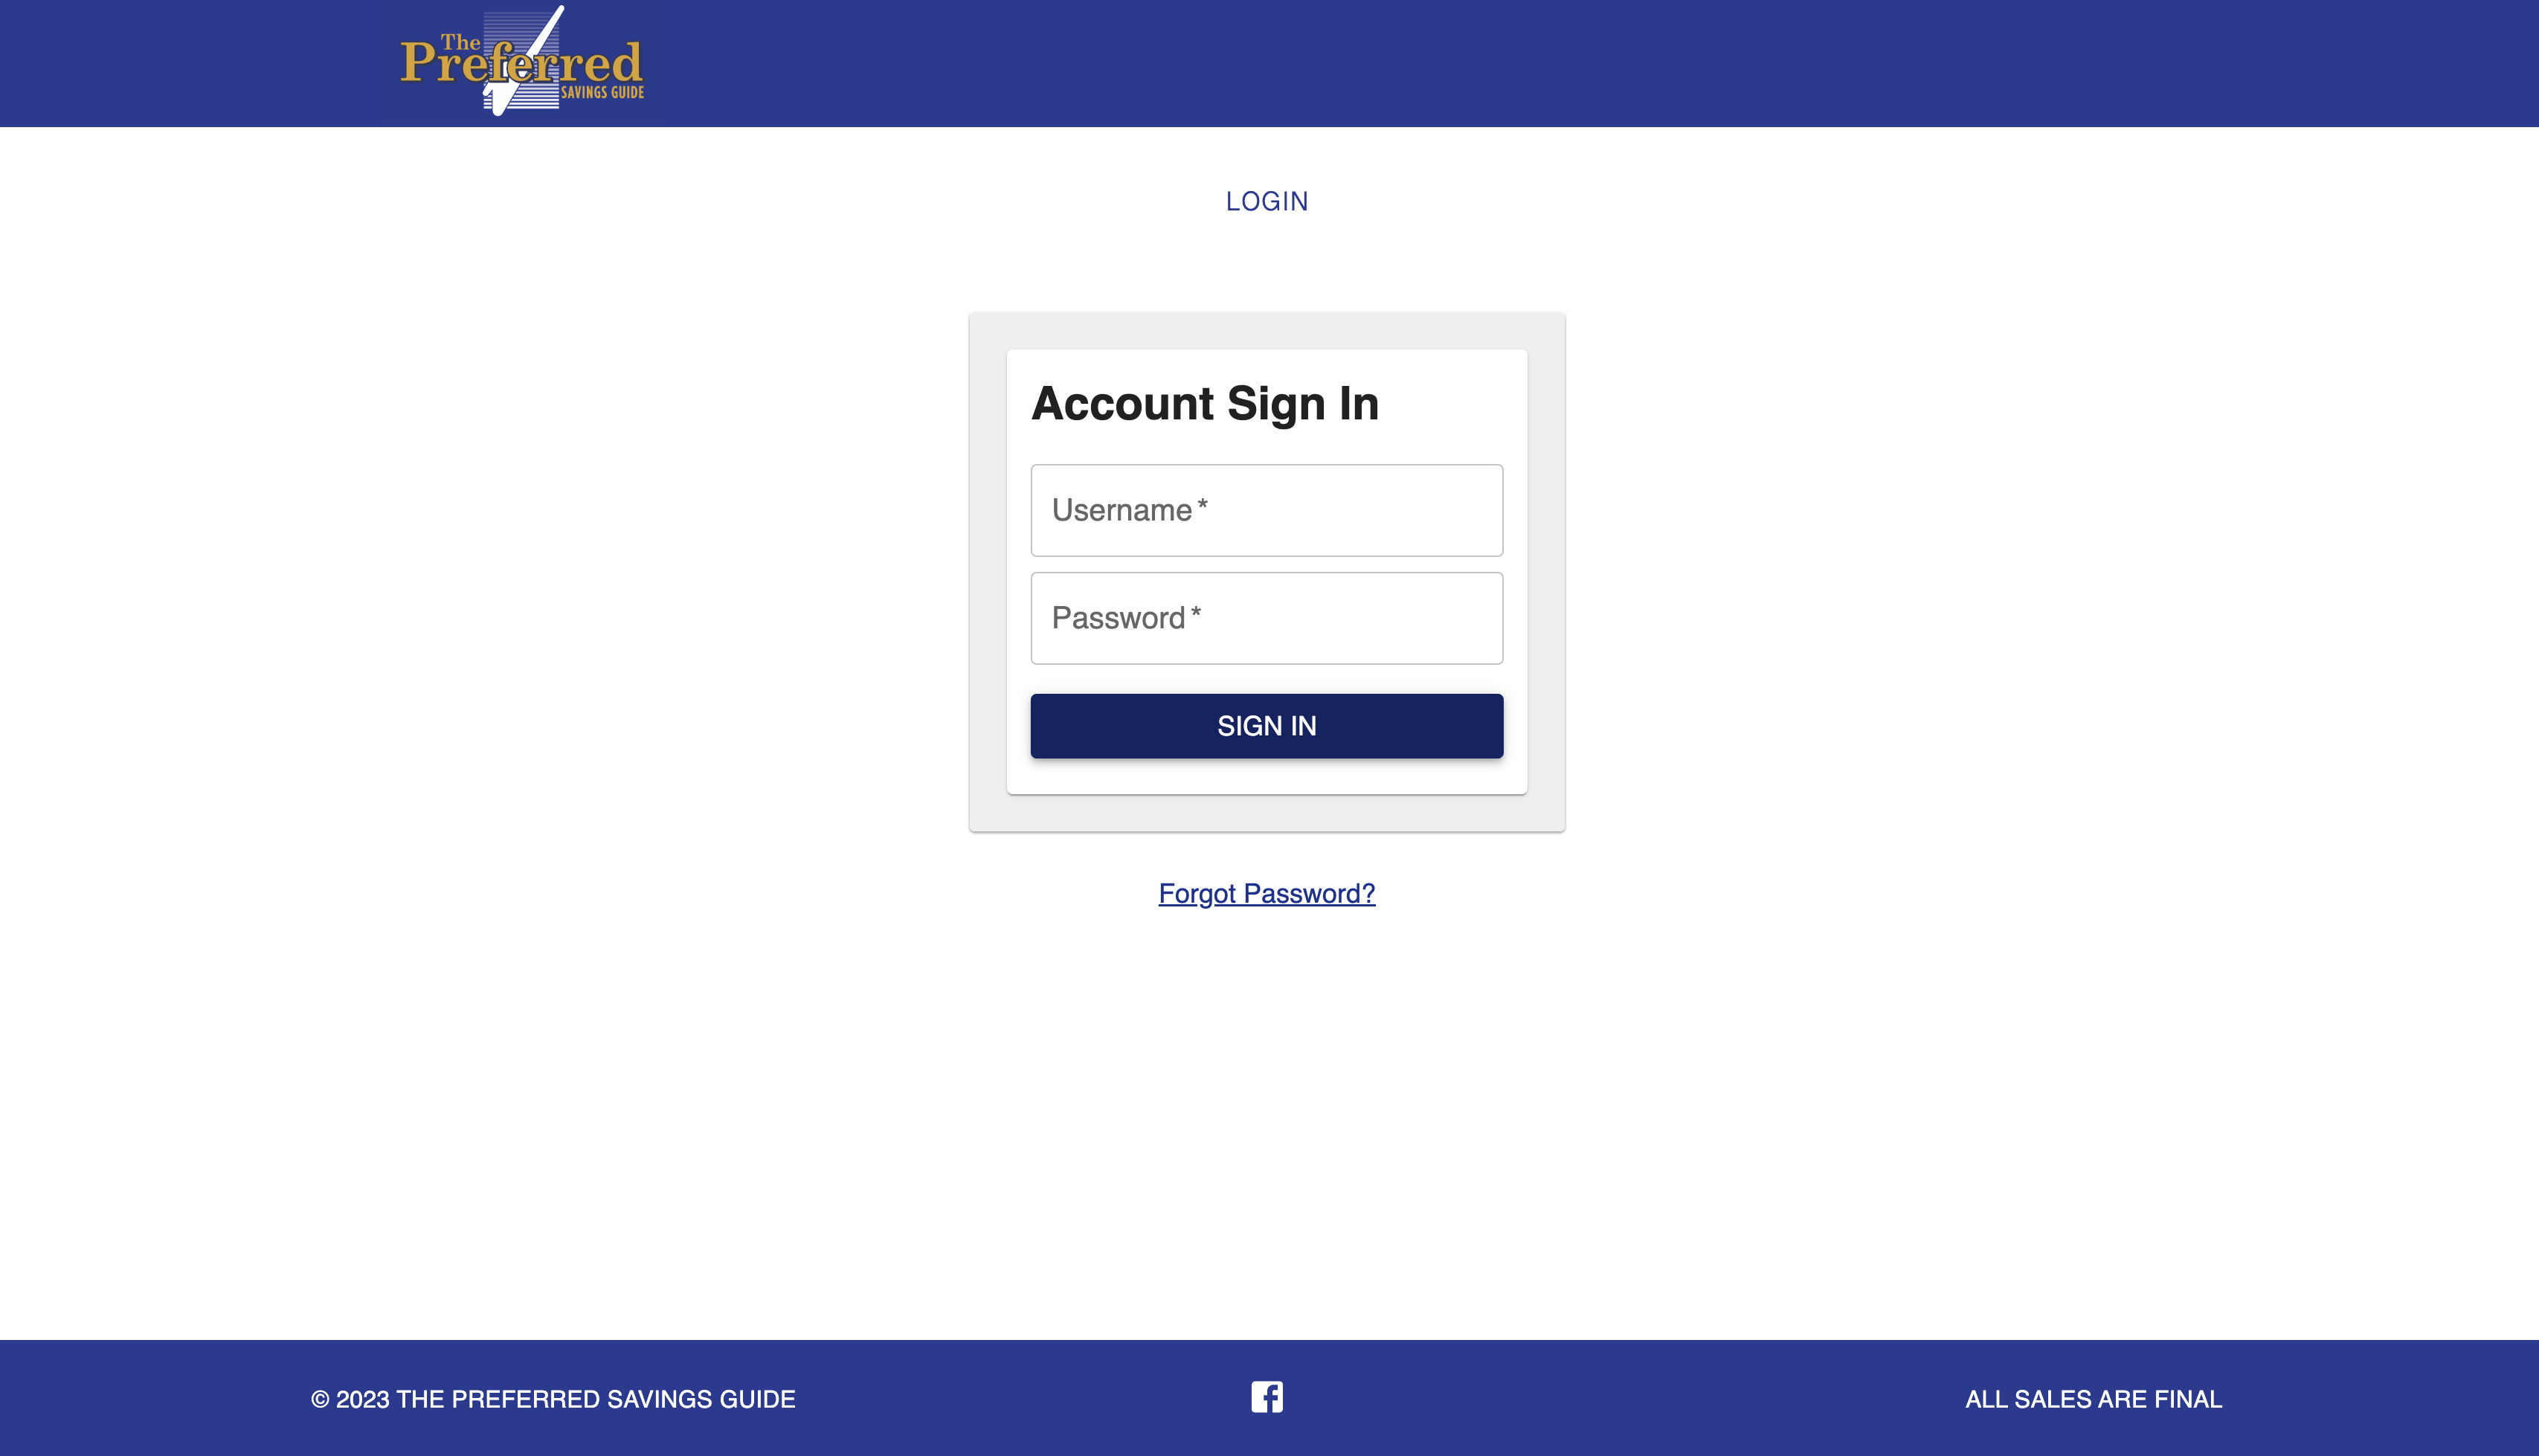 The
Preferred
SAVINGS GUIDE
LOGIN
Account Sign In
Username *
Password *
SIGN IN
Forgot Password?
© 2023 THE PREFERRED SAVINGS GUIDE
ALL SALES ARE FINAL